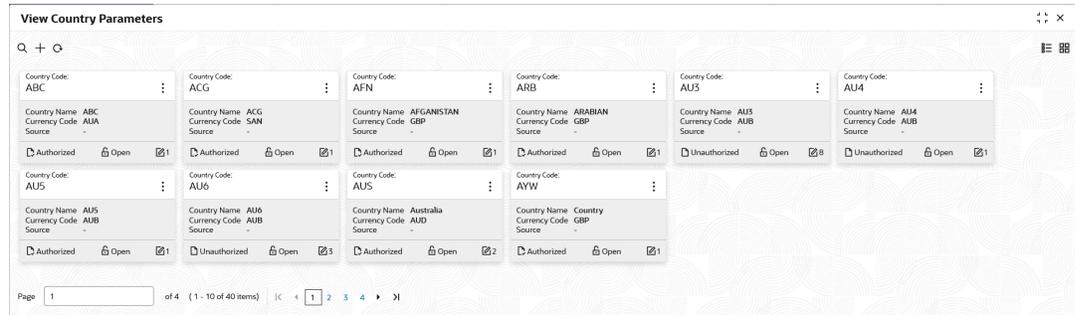 View Country Parameters
Country Code: Country Code: Country Code: Country Code: Country Code: Country Code:
ABC ACG AFN ARB AU3 AU4
Country Name ABC Country Name ACG Country Name AFGANISTAN Country Name ARABIAN Country Name AU3 Country Name AU4
Currency Code AUA Currency Code SAN Currency Code GBP Currency Code GBP Currency Code AUB Currency Code AUB
Source - Source - Source - Source - Source - Source -
Authorized Open 1 Authorized Open 1 Authorized Open 1 Authorized Open 1 Unauthorized Open 8 Unauthorized Open 1
Country Code: Country Code: Country Code: Country Code:
AU5 AU6 AUS AYW
Country Name AU5 Country Name AU6 Country Name Australia Country Name Country
Currency Code AUB Currency Code AUB Currency Code AUD Currency Code GBP
Source - Source - Source - Source -
Authorized Open 1 Unauthorized Open 3 Authorized Open 2 Authorized Open 1
Page 1 of 4 (1 - 10 of 40 items) 1 2 3 4